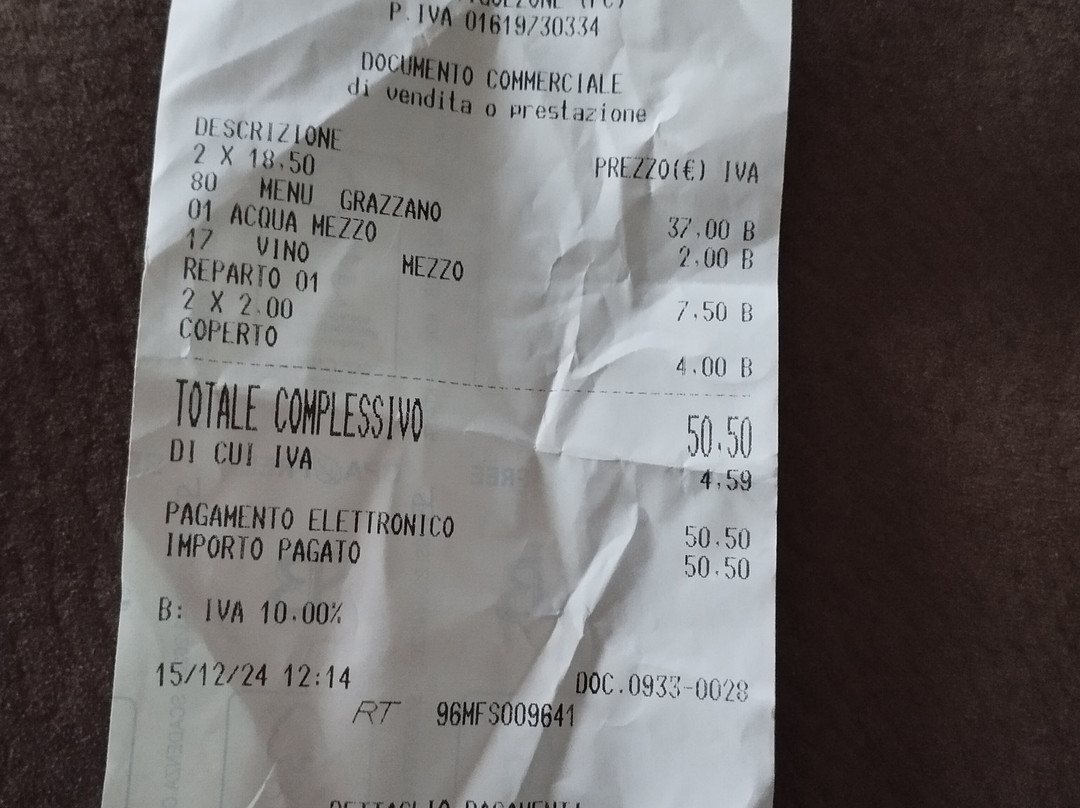 P.IVA 01619730334
DOCUMENTO COMMERCIALE
di vendita o prestazione
DESCRIZIONE PREZZO(€) IVA
2 X 18,50
80 MENU GRAZZANO 37,00 B
01 ACQUA MEZZO 2,00 B
17 VINO MEZZO
REPARTO 01 7,50 B
2 X 2,00
COPERTO 4,00 B
TOTALE COMPLESSIVO 50,50
DI CUI IVA 4,59
PAGAMENTO ELETTRONICO 50,50
IMPORTO PAGATO 50,50
B: IVA 10,00%
15/12/24 12:14 DOC.0933-0028
RT 96MFS009641
DETTAGLIO PAGAMENTI